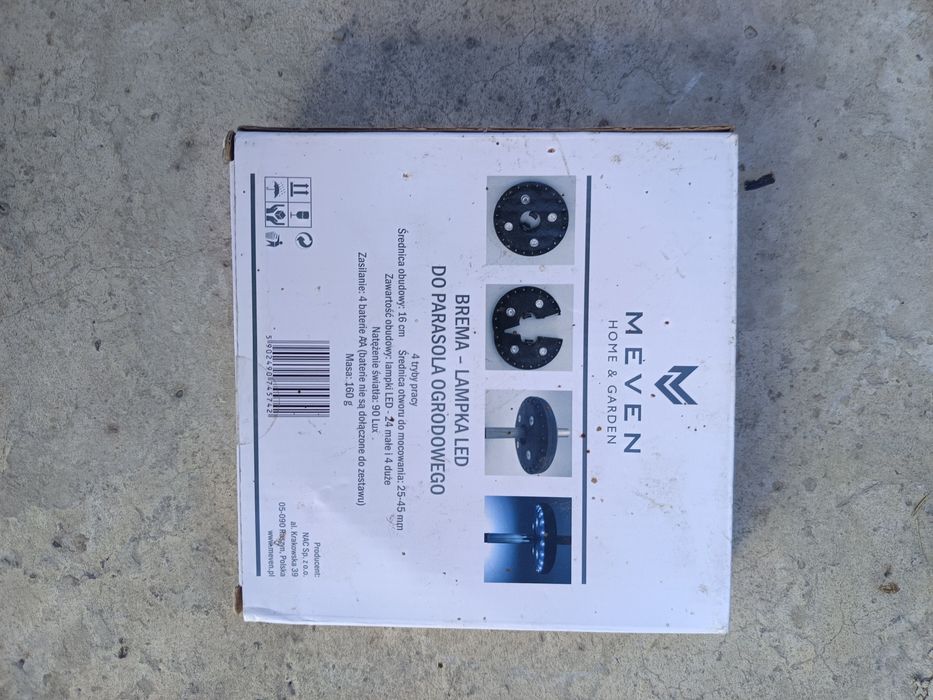 MEVEN
HOME & GARDEN
BREMA – LAMPKA LED
DO PARASOLA OGRODOWEGO
4 tryby pracy
Średnica obudowy: 16 cm Średnica otworu do mocowania: 25-45 mm
Zawartość obudowy: lampki LED - 24 małe i 4 duże
Natężenie światła: 90 Lux
Zasilanie: 4 baterie AA (baterie nie są dołączone do zestawu)
Masa: 160 g
5902490745742
Producent:
NAC Sp. z o.o.
al. Krakowska 39
05-090 Raszyn, Polska
www.meven.pl